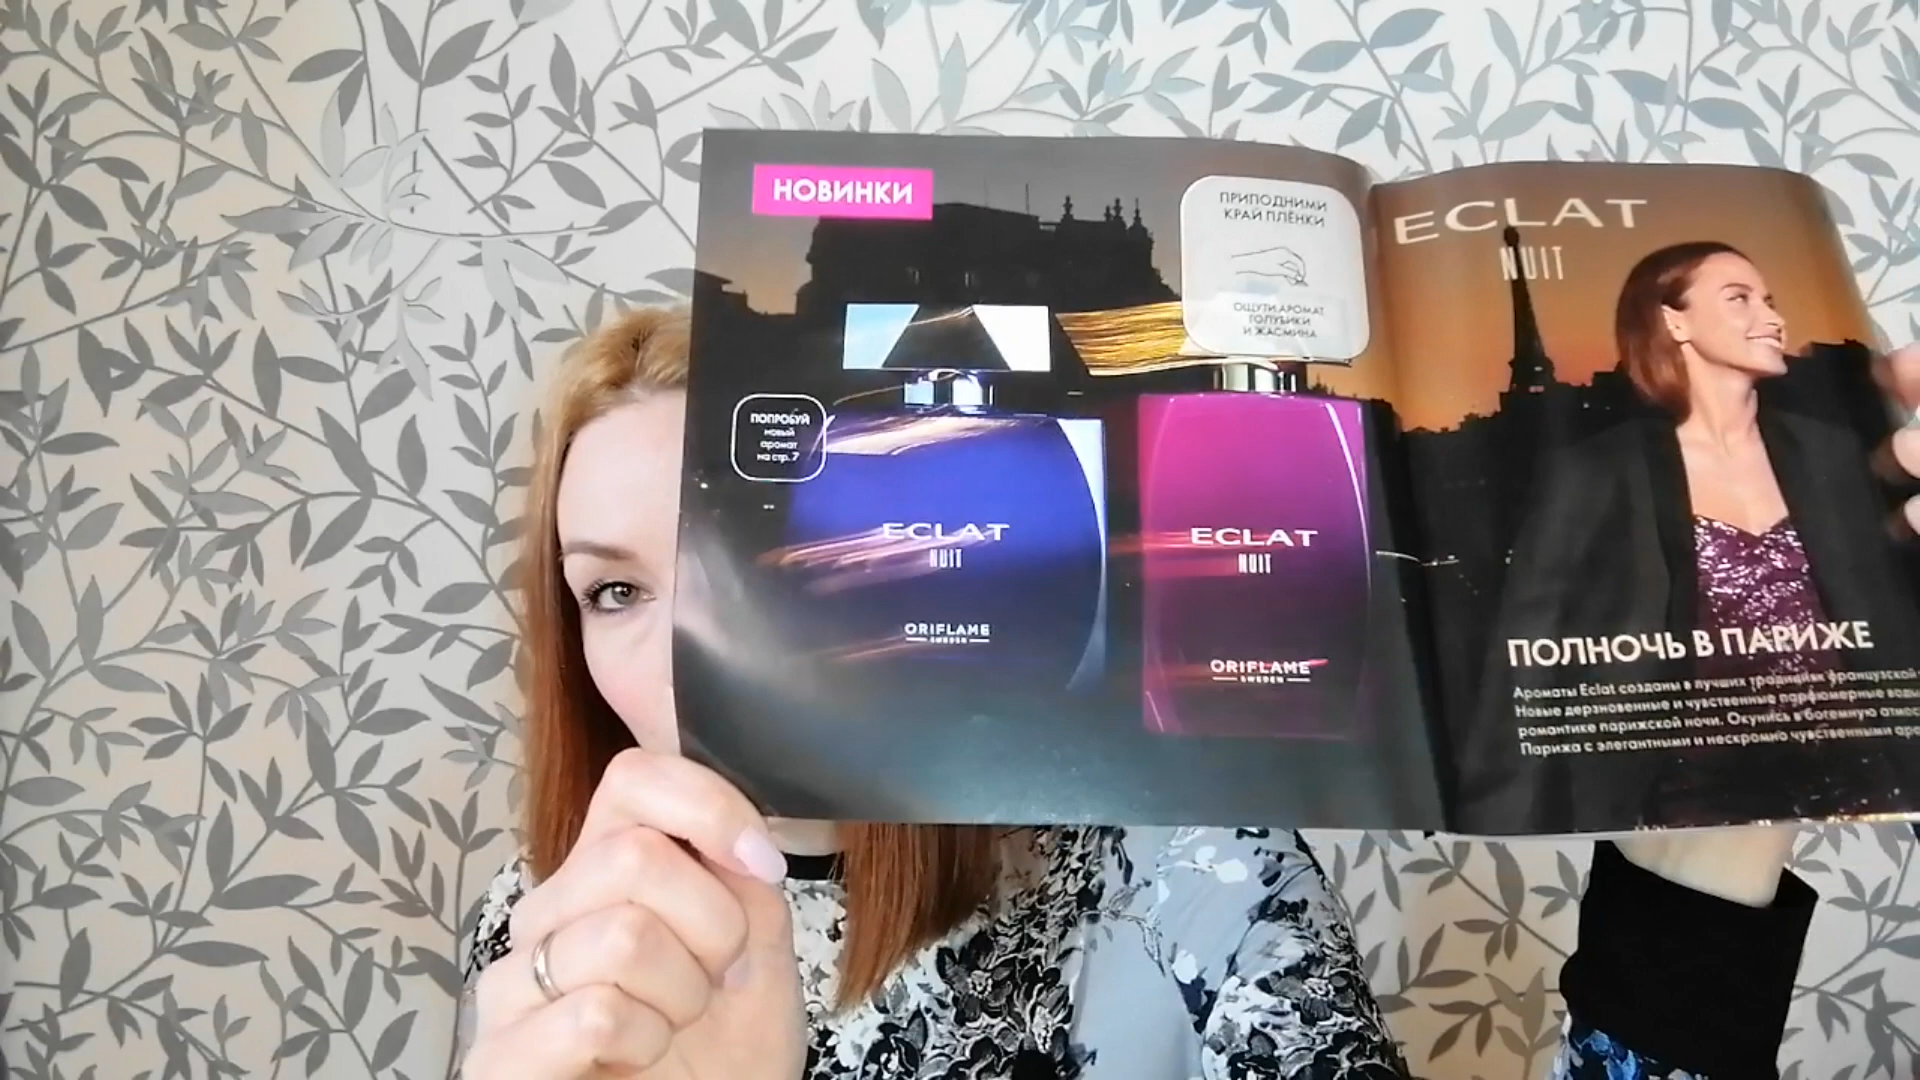 НОВИНКИ
ПРИПОДНИМИ
КРАЙ ПЛЁНКИ
ОЩУТИ АРОМАТ
ГОЛУБИКИ
И ЖАСМИНА
ПОПРОБУЙ
новый
аромат
на стр. 7
ECLAT
NUIT
ORIFLAME
SWEDEN
ECLAT
NUIT
ORIFLAME
SWEDEN
ECLAT
NUIT
ПОЛНОЧЬ В ПАРИЖЕ
Ароматы Eclat созданы в лучших традициях французской
Новые дерзновенные и чувственные парфюмерные воды
романтике парижской ночи. Окунись в богемную
Парижа с элегантными и нескромно чувственными